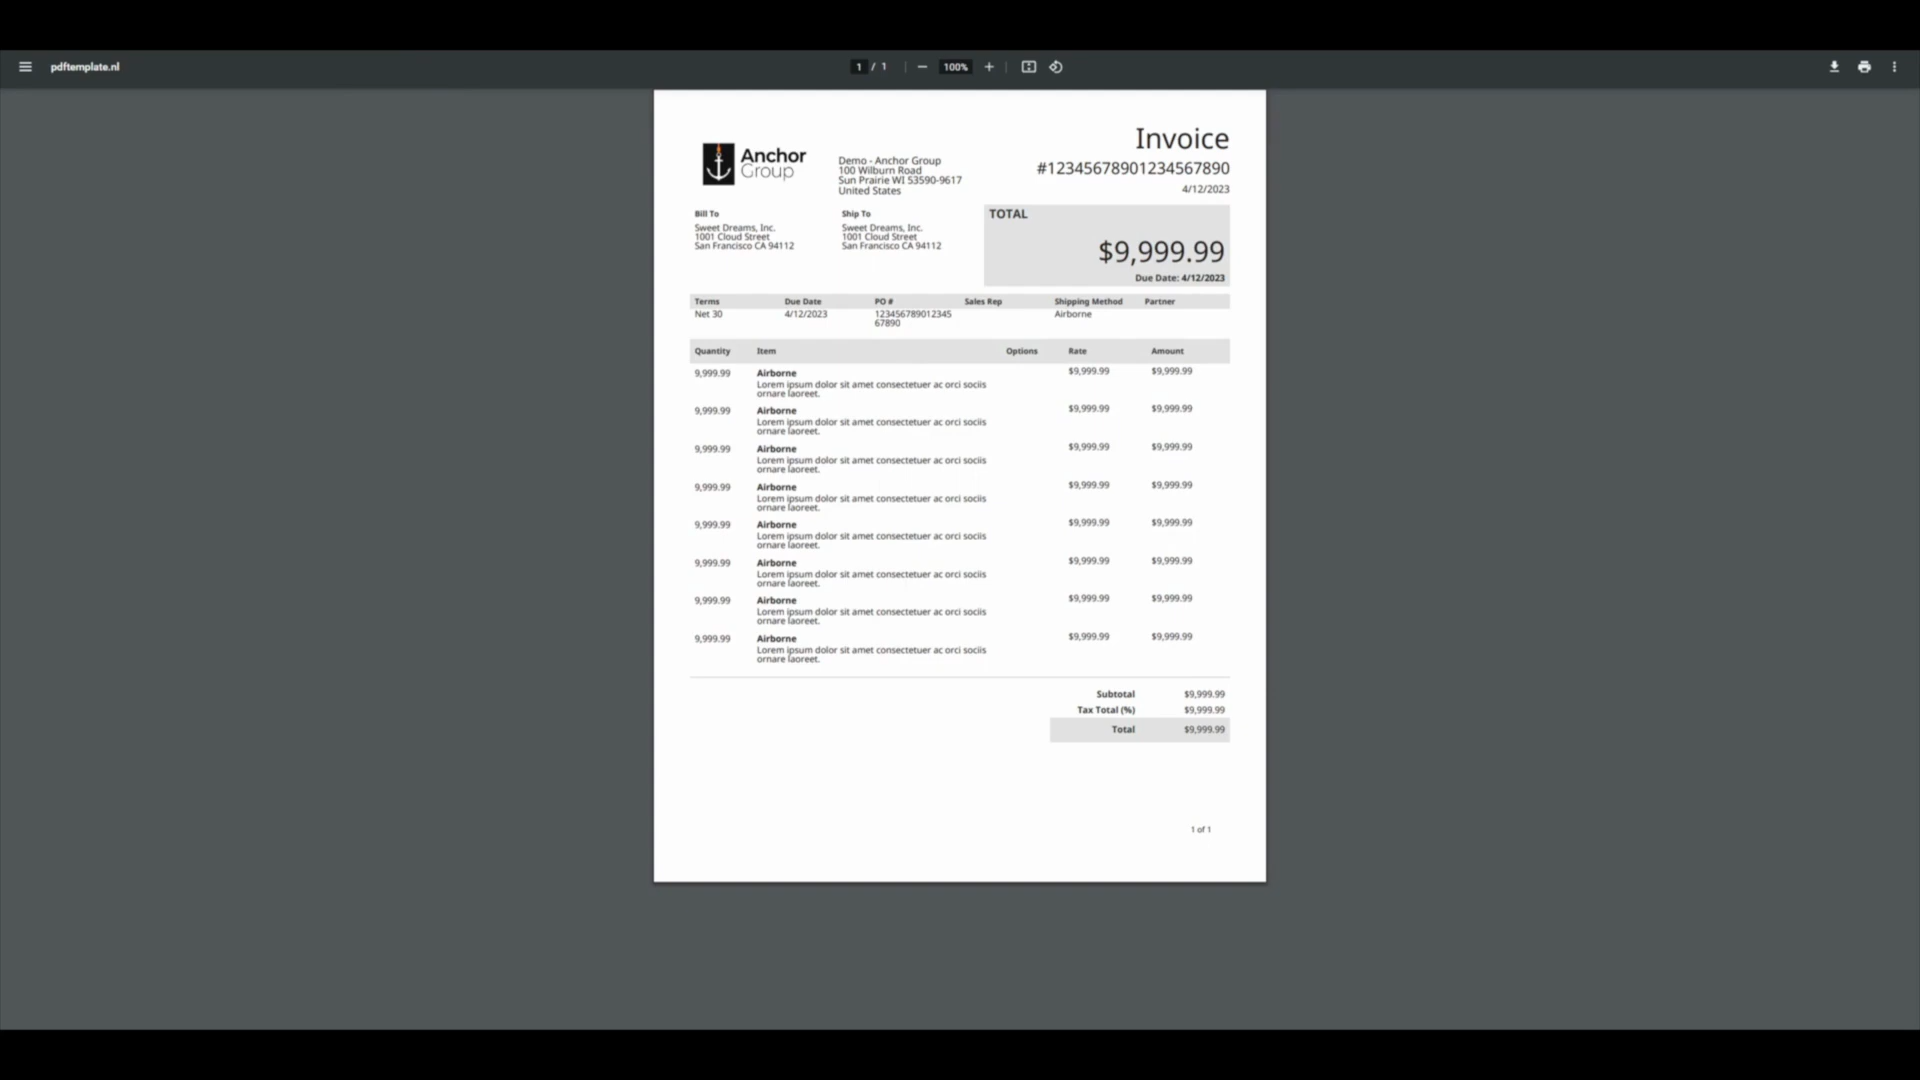 pdftemplate.nl
1 / 1
100%
Invoice
Anchor
Group
Demo - Anchor Group
100 Wilburn Road
Sun Prairie WI 53590-9617
United States
#12345678901234567890
4/12/2023
Bill To
Sweet Dreams, Inc.
1001 Cloud Street
San Francisco CA 94112
Ship To
Sweet Dreams, Inc.
1001 Cloud Street
San Francisco CA 94112
TOTAL
$9,999.99
Due Date: 4/12/2023
Terms Due Date PO # Sales Rep Shipping Method Partner
Net 30 4/12/2023 123456789012345 Airborne
67890
Quantity Item Options Rate Amount
9,999.99 Airborne $9,999.99 $9,999.99
Lorem ipsum dolor sit amet consectetuer ac orci sociis
ornare laoreet.
9,999.99 Airborne $9,999.99 $9,999.99
Lorem ipsum dolor sit amet consectetuer ac orci sociis
ornare laoreet.
9,999.99 Airborne $9,999.99 $9,999.99
Lorem ipsum dolor sit amet consectetuer ac orci sociis
ornare laoreet.
9,999.99 Airborne $9,999.99 $9,999.99
Lorem ipsum dolor sit amet consectetuer ac orci sociis
ornare laoreet.
9,999.99 Airborne $9,999.99 $9,999.99
Lorem ipsum dolor sit amet consectetuer ac orci sociis
ornare laoreet.
9,999.99 Airborne $9,999.99 $9,999.99
Lorem ipsum dolor sit amet consectetuer ac orci sociis
ornare laoreet.
9,999.99 Airborne $9,999.99 $9,999.99
Lorem ipsum dolor sit amet consectetuer ac orci sociis
ornare laoreet.
9,999.99 Airborne $9,999.99 $9,999.99
Lorem ipsum dolor sit amet consectetuer ac orci sociis
ornare laoreet.
Subtotal $9,999.99
Tax Total (%) $9,999.99
Total $9,999.99
1 of 1